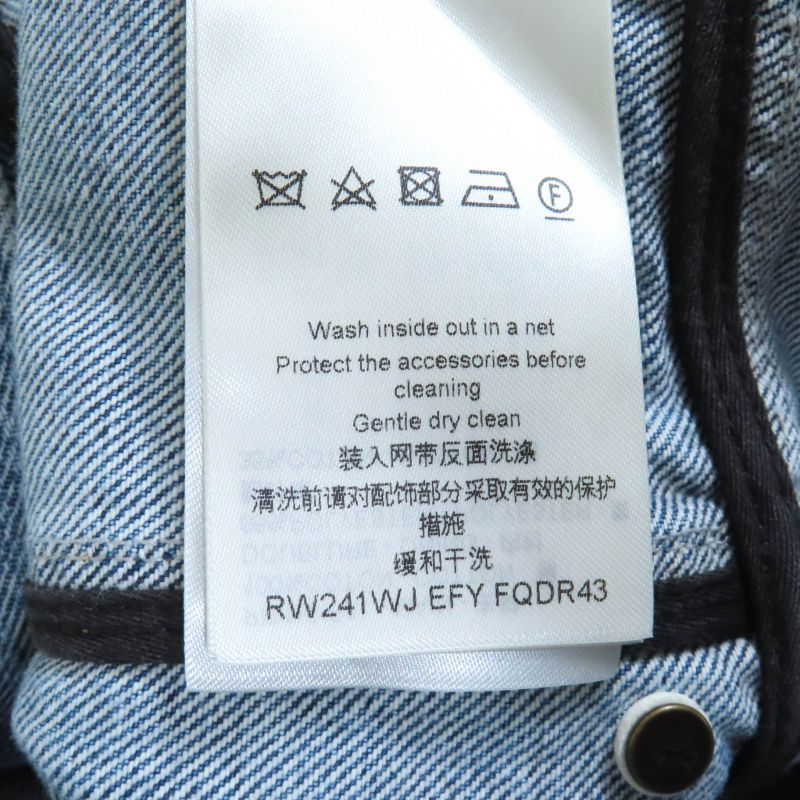 F
Wash inside out in a net
Protect the accessories before
cleaning
Gentle dry clean
装入网带反面洗涤
清洗前请对配饰部分采取有效的保护
措施
缓和干洗
RW241WJ EFY FQDR43